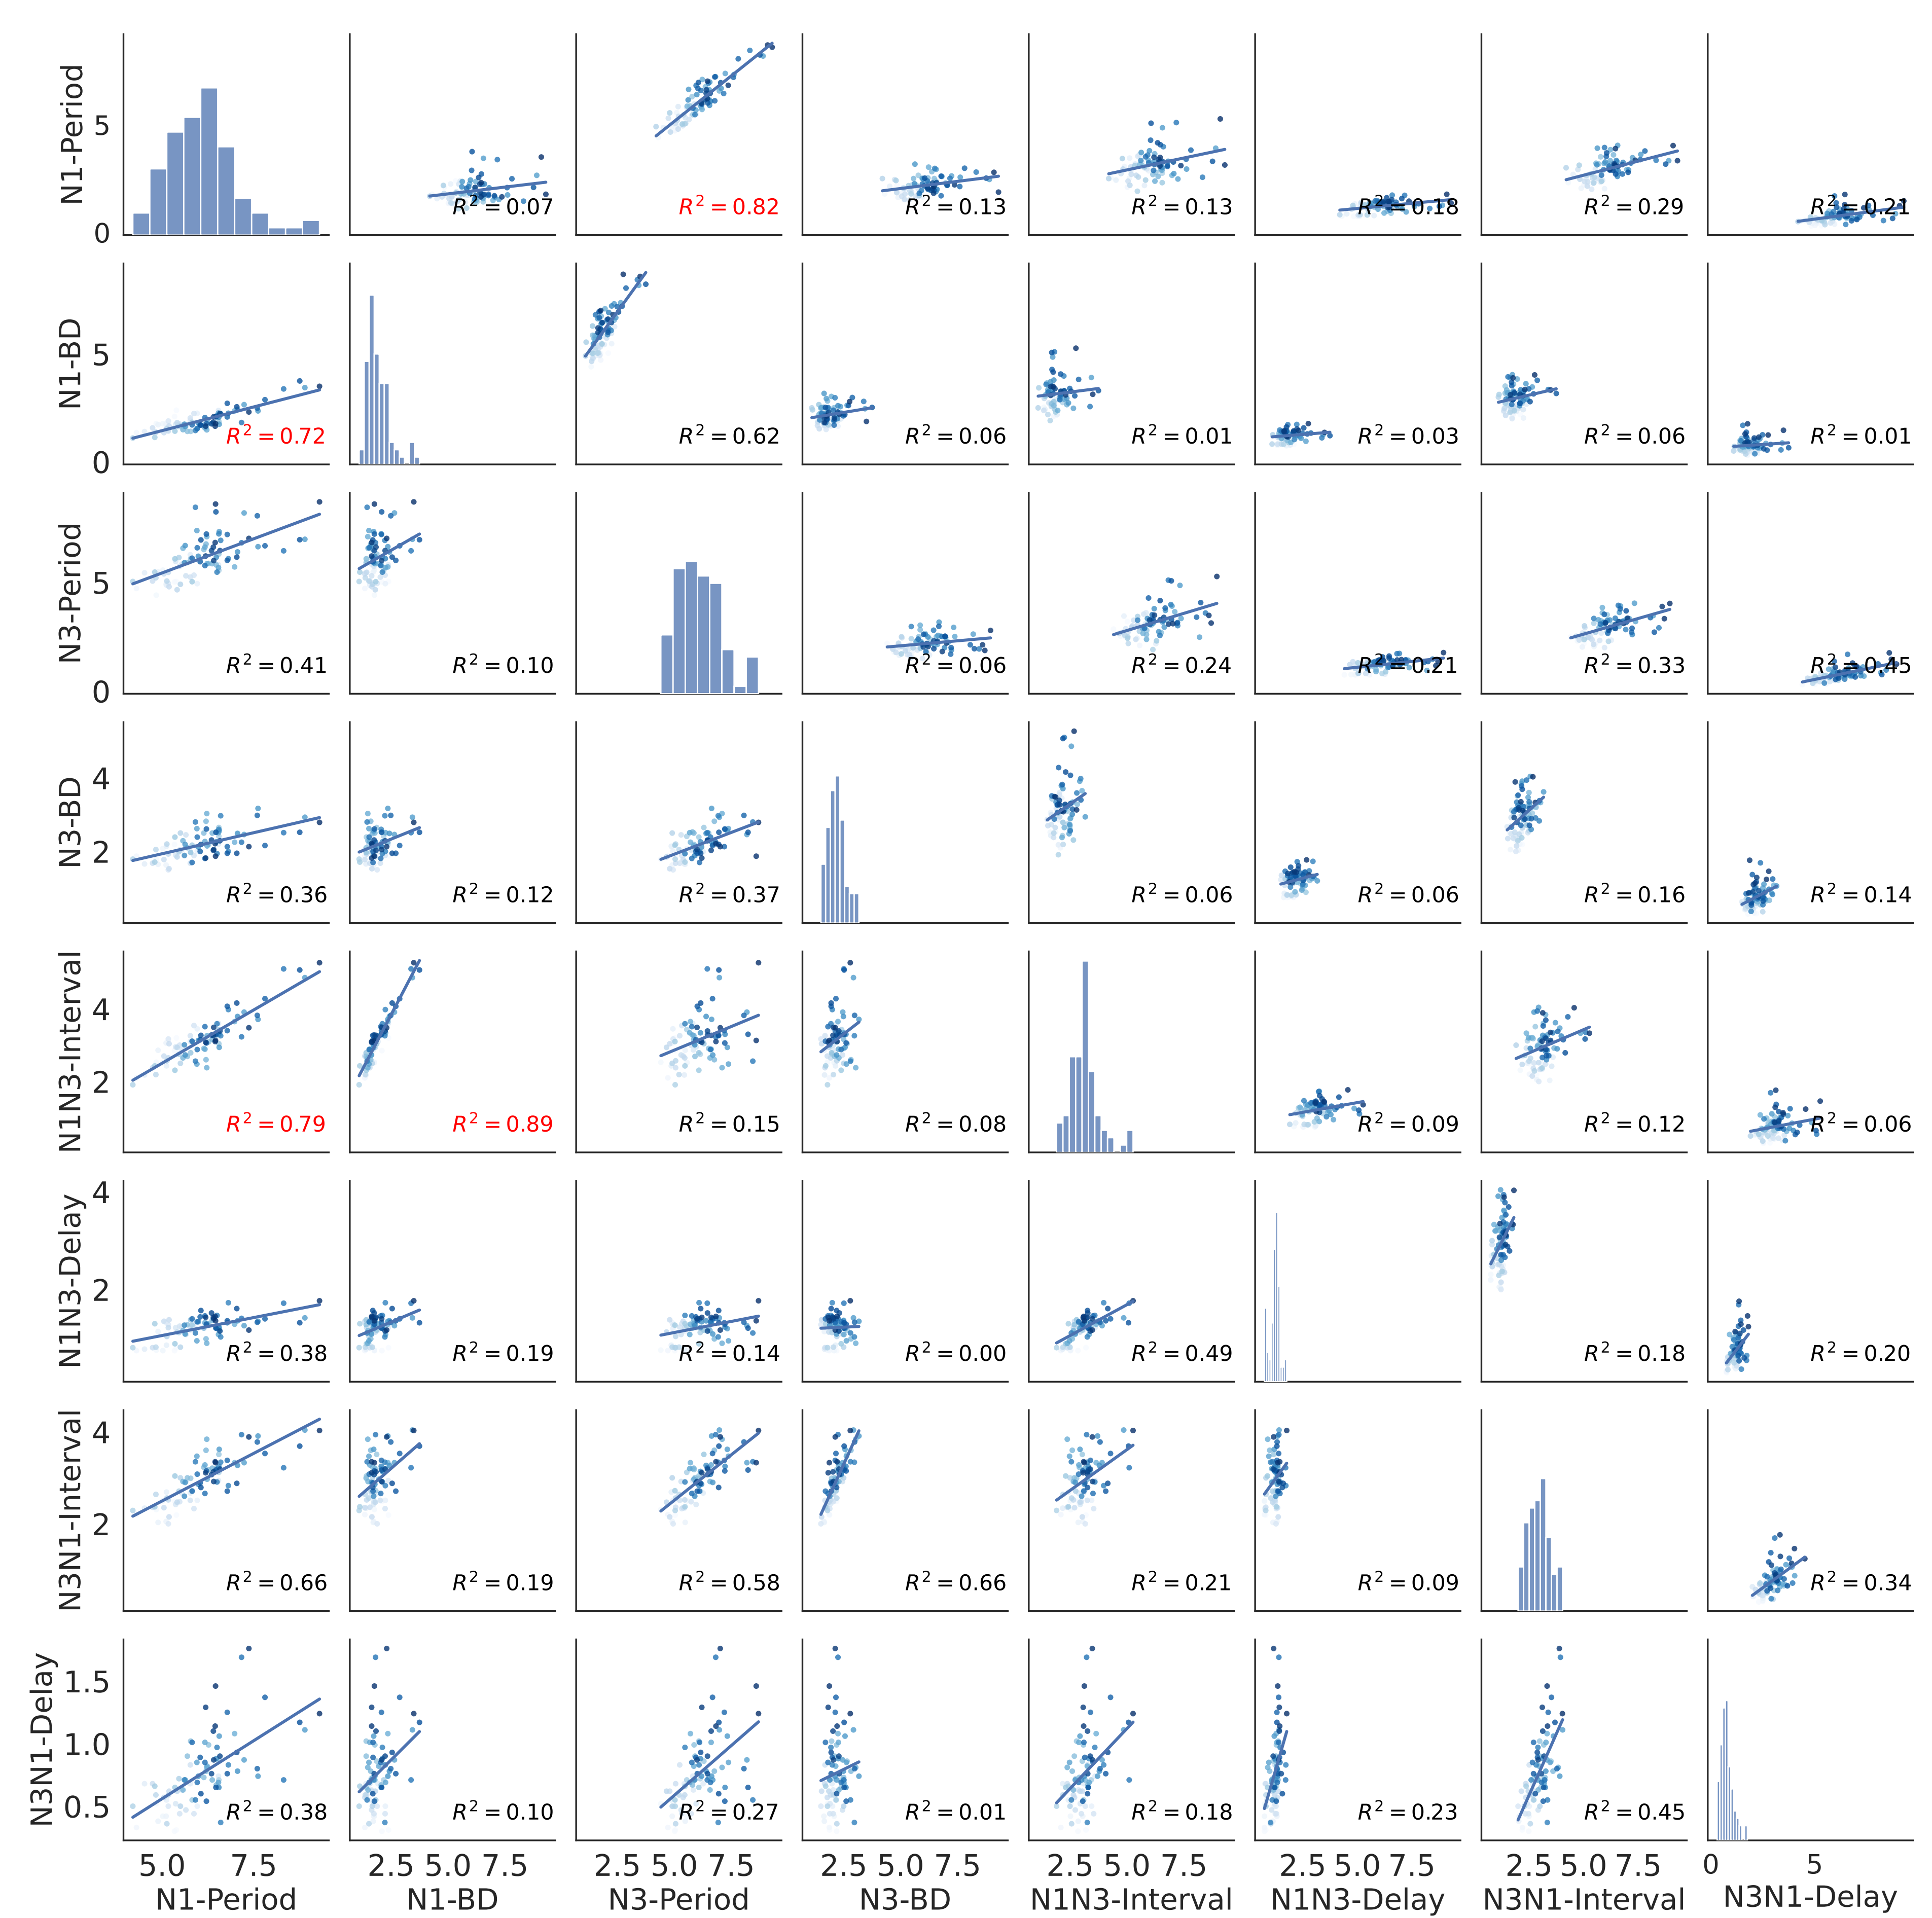 N1-Period
5
0
R² = 0.07
R² = 0.82
R² = 0.13
R² = 0.13
R² = 0.18
R² = 0.29
R² = 0.21
N1-BD
5
0
R² = 0.72
R² = 0.62
R² = 0.06
R² = 0.01
R² = 0.03
R² = 0.06
R² = 0.01
N3-Period
5
0
R² = 0.41
R² = 0.10
R² = 0.06
R² = 0.24
R² = 0.21
R² = 0.33
R² = 0.45
N3-BD
4
2
R² = 0.36
R² = 0.12
R² = 0.37
R² = 0.06
R² = 0.06
R² = 0.16
R² = 0.14
N1N3-Interval
4
2
R² = 0.79
R² = 0.89
R² = 0.15
R² = 0.08
R² = 0.09
R² = 0.12
R² = 0.06
N1N3-Delay
4
2
R² = 0.38
R² = 0.19
R² = 0.14
R² = 0.00
R² = 0.49
R² = 0.18
R² = 0.20
N3N1-Interval
4
2
R² = 0.66
R² = 0.19
R² = 0.58
R² = 0.66
R² = 0.21
R² = 0.09
R² = 0.34
N3N1-Delay
1.5
1.0
0.5
R² = 0.38
R² = 0.10
R² = 0.27
R² = 0.01
R² = 0.18
R² = 0.23
R² = 0.45
5.0 7.5
2.5 5.0 7.5
2.5 5.0 7.5
2.5 5.0 7.5
2.5 5.0 7.5
2.5 5.0 7.5
2.5 5.0 7.5
0 5
N1-Period
N1-BD
N3-Period
N3-BD
N1N3-Interval
N1N3-Delay
N3N1-Interval
N3N1-Delay